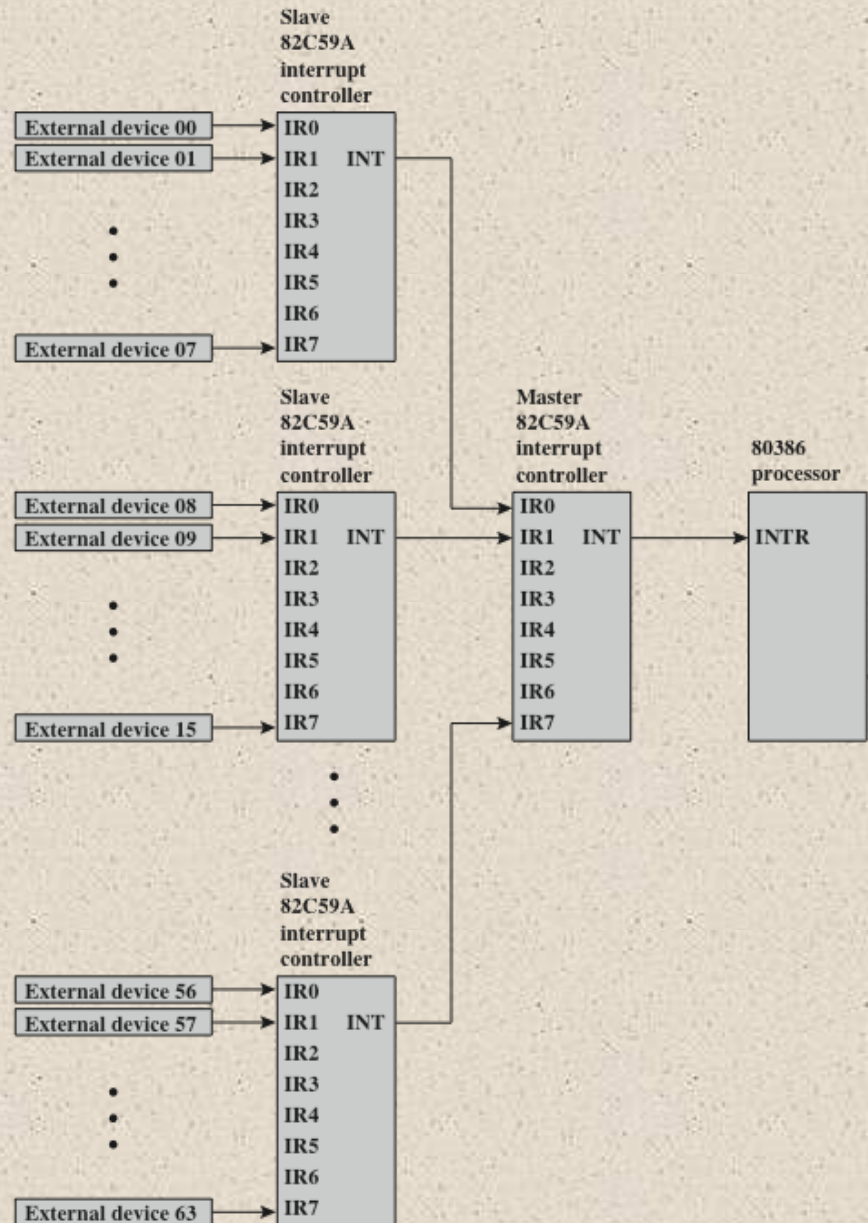 Slave
82C59A
interrupt
controller
External device 00
External device 01
External device 07
IR0
IR1 INT
IR2
IR3
IR4
IR5
IR6
IR7
Slave
82C59A
interrupt
controller
External device 08
External device 09
External device 15
IR0
IR1 INT
IR2
IR3
IR4
IR5
IR6
IR7
Master
82C59A
interrupt
controller
IR0
IR1 INT
IR2
IR3
IR4
IR5
IR6
IR7
80386
processor
INTR
Slave
82C59A
interrupt
controller
External device 56
External device 57
External device 63
IR0
IR1 INT
IR2
IR3
IR4
IR5
IR6
IR7